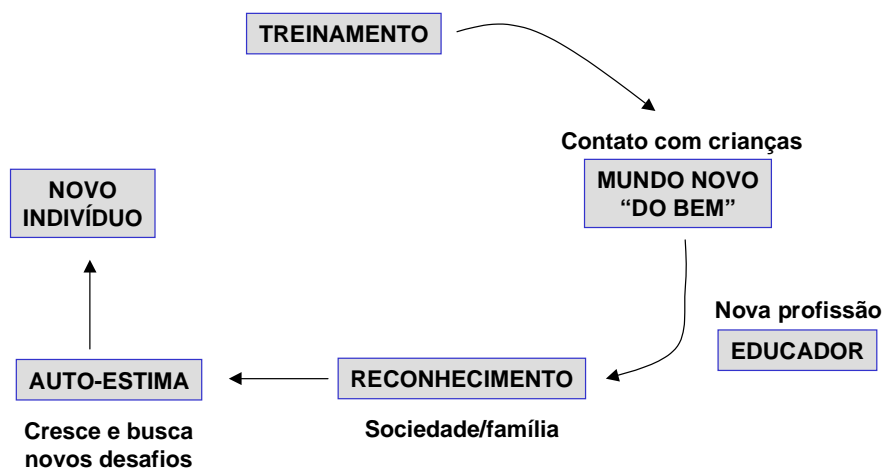 TREINAMENTO
Contato com crianças
MUNDO NOVO
“DO BEM”
Nova profissão
EDUCADOR
RECONHECIMENTO
Sociedade/família
AUTO-ESTIMA
Cresce e busca
novos desafios
NOVO
INDIVÍDUO